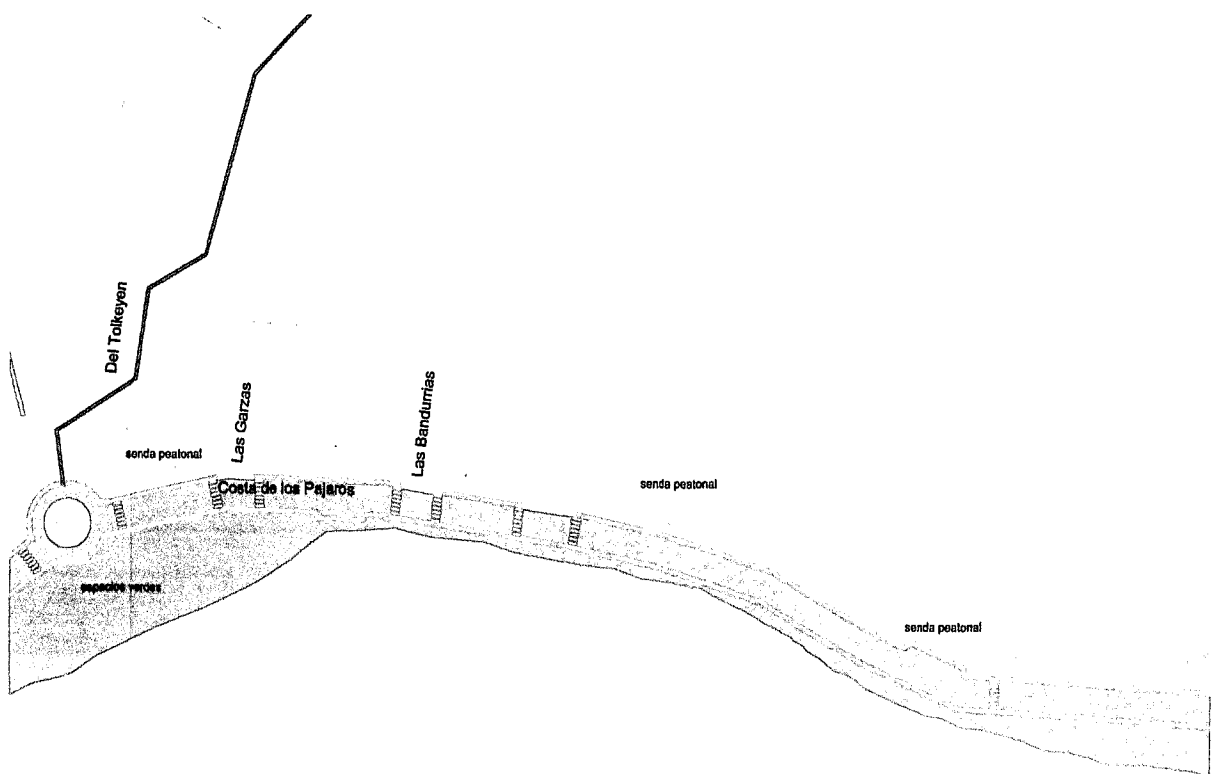 Del Tolkeyen
Las Garzas
Las Bandurrias
senda peatonal
Costa de los Pajaros
senda peatonal
espacios verdes
senda peatonal